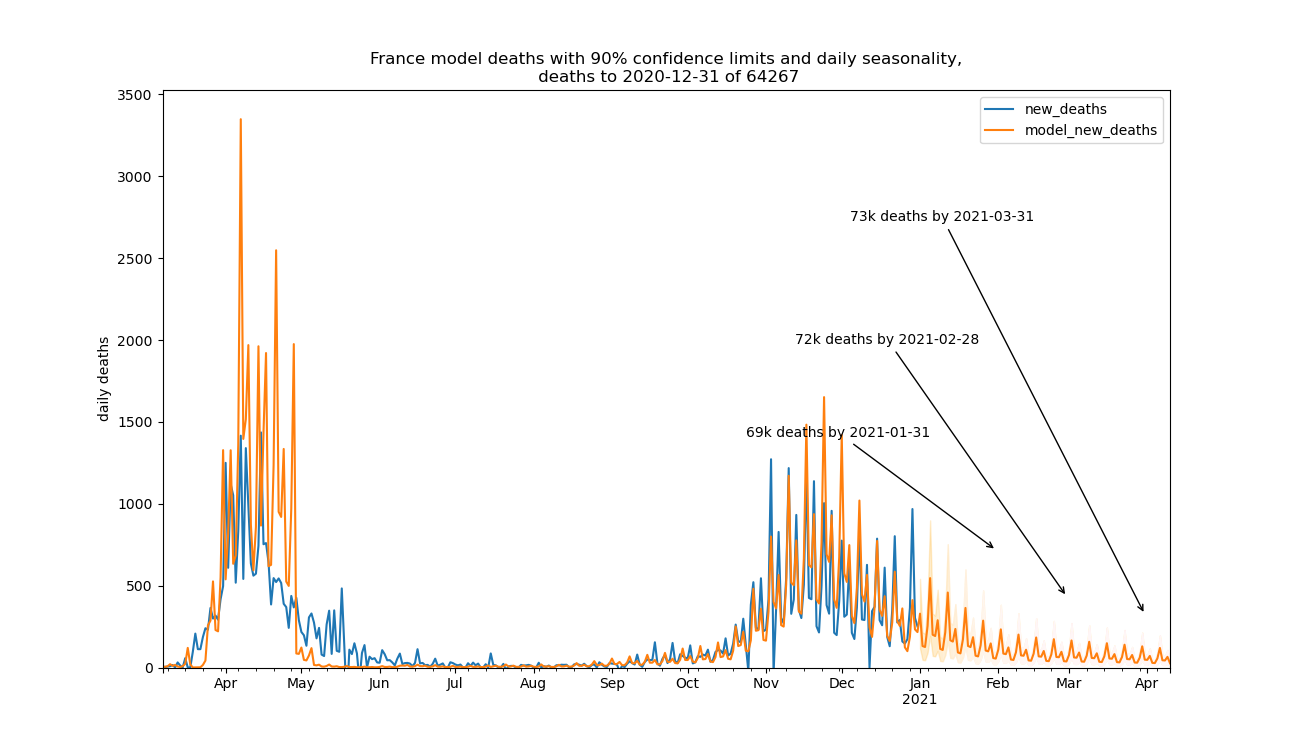 France model deaths with 90% confidence limits and daily seasonality,
deaths to 2020-12-31 of 64267
3500
3000
2500
2000
1500
1000
500
0
daily deaths
new_deaths
model_new_deaths
73k deaths by 2021-03-31
72k deaths by 2021-02-28
69k deaths by 2021-01-31
Apr May Jun Jul Aug Sep Oct Nov Dec Jan Feb Mar Apr
2021